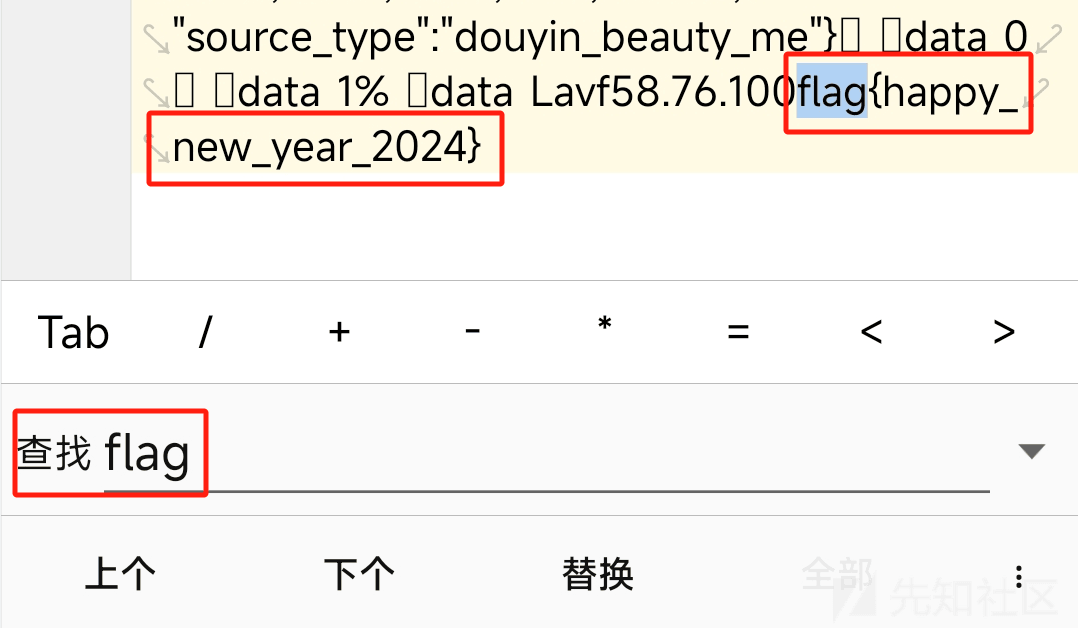 "source_type":"douyin_beauty_me"}▯ ▯data 0
▯ ▯data 1% ▯data Lavf58.76.100flag{happy_
new_year_2024}
Tab / + - * = < >
查找 flag
上个 下个 替换 全部
先知社区